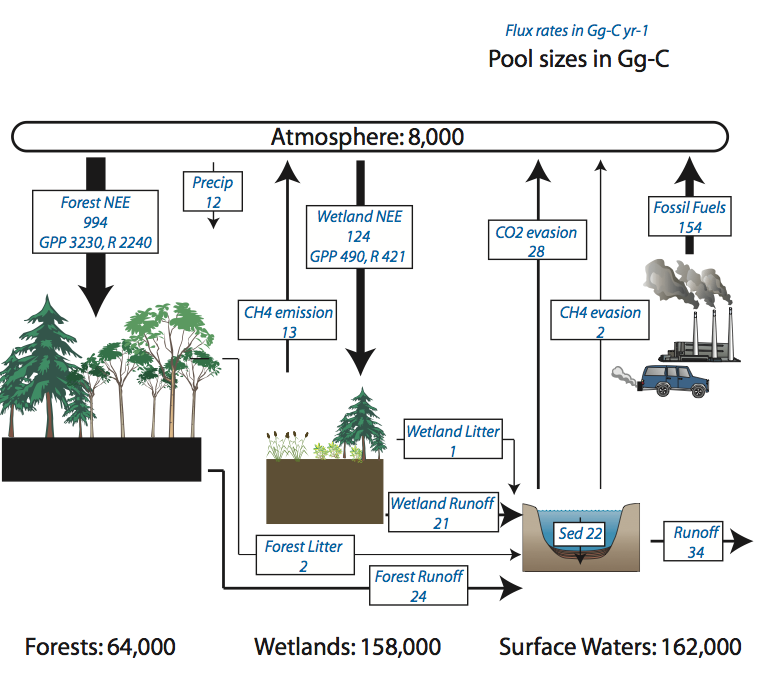 Flux rates in Gg-C yr-1
Pool sizes in Gg-C
Atmosphere: 8,000
Forest NEE
994
GPP 3230, R 2240
Precip
12
Wetland NEE
124
GPP 490, R 421
CO2 evasion
28
Fossil Fuels
154
CH4 emission
13
CH4 evasion
2
Wetland Litter
1
Wetland Runoff
21
Sed 22
Runoff
34
Forest Litter
2
Forest Runoff
24
Forests: 64,000
Wetlands: 158,000
Surface Waters: 162,000